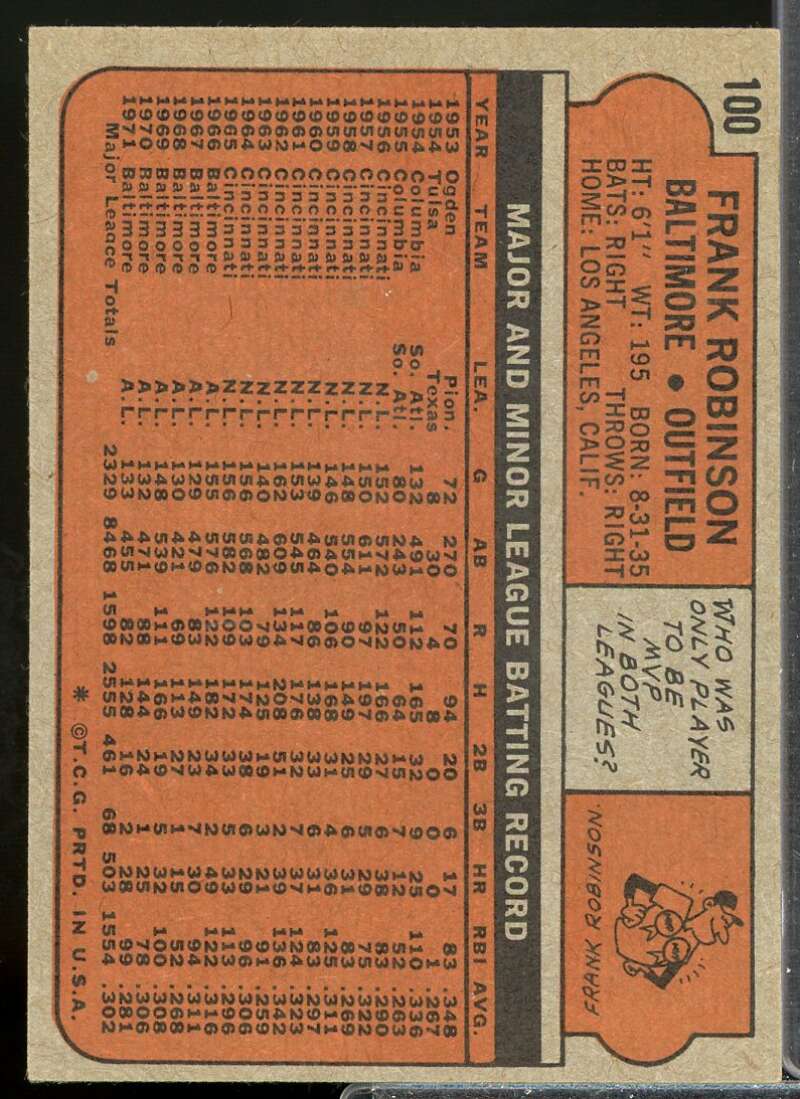 100
FRANK ROBINSON
BALTIMORE • OUTFIELD
HT: 6'1" WT: 195 BORN: 8-31-35
BATS: RIGHT THROWS: RIGHT
HOME: LOS ANGELES, CALIF.
WHO WAS
ONLY PLAYER
TO BE
MVP
IN BOTH
LEAGUES?
FRANK ROBINSON
MAJOR AND MINOR LEAGUE BATTING RECORD
YEAR TEAM LEA. G AB R H 2B 3B HR RBI AVG.
1953 Ogden Pion. 72 270 70 94 20 6 17 83 .348
1954 Tulsa Texas 8 30 4 8 0 0 0 1 .267
1954 Columbia So. Atl. 132 491 112 165 32 9 25 110 .336
1955 Columbia So. Atl. 80 243 50 64 15 7 12 52 .263
1956 Cincinnati N.L. 152 572 122 166 27 6 38 83 .290
1957 Cincinnati N.L. 150 611 97 197 29 5 29 75 .322
1958 Cincinnati N.L. 148 554 90 149 25 6 31 83 .269
1959 Cincinnati N.L. 146 540 106 168 31 4 36 125 .311
1960 Cincinnati N.L. 139 464 86 138 33 6 31 83 .297
1961 Cincinnati N.L. 153 545 117 176 32 7 37 124 .323
1962 Cincinnati N.L. 162 609 134 208 51 2 39 136 .342
1963 Cincinnati N.L. 140 482 79 125 19 3 21 91 .259
1964 Cincinnati N.L. 156 568 103 174 38 6 29 96 .306
1965 Cincinnati N.L. 156 582 109 172 33 5 33 113 .296
1966 Baltimore A.L. 155 576 122 182 34 2 49 122 .316
1967 Baltimore A.L. 129 479 83 149 23 7 30 94 .311
1968 Baltimore A.L. 130 421 69 113 27 1 15 52 .268
1969 Baltimore A.L. 148 539 111 166 19 5 32 100 .308
1970 Baltimore A.L. 132 471 88 144 24 1 25 78 .306
1971 Baltimore A.L. 133 455 82 128 16 2 28 99 .281
Major League Totals 2329 8468 1598 2555 461 68 503 1554 .302
* ©T.C.G. PRTD. IN U.S.A.